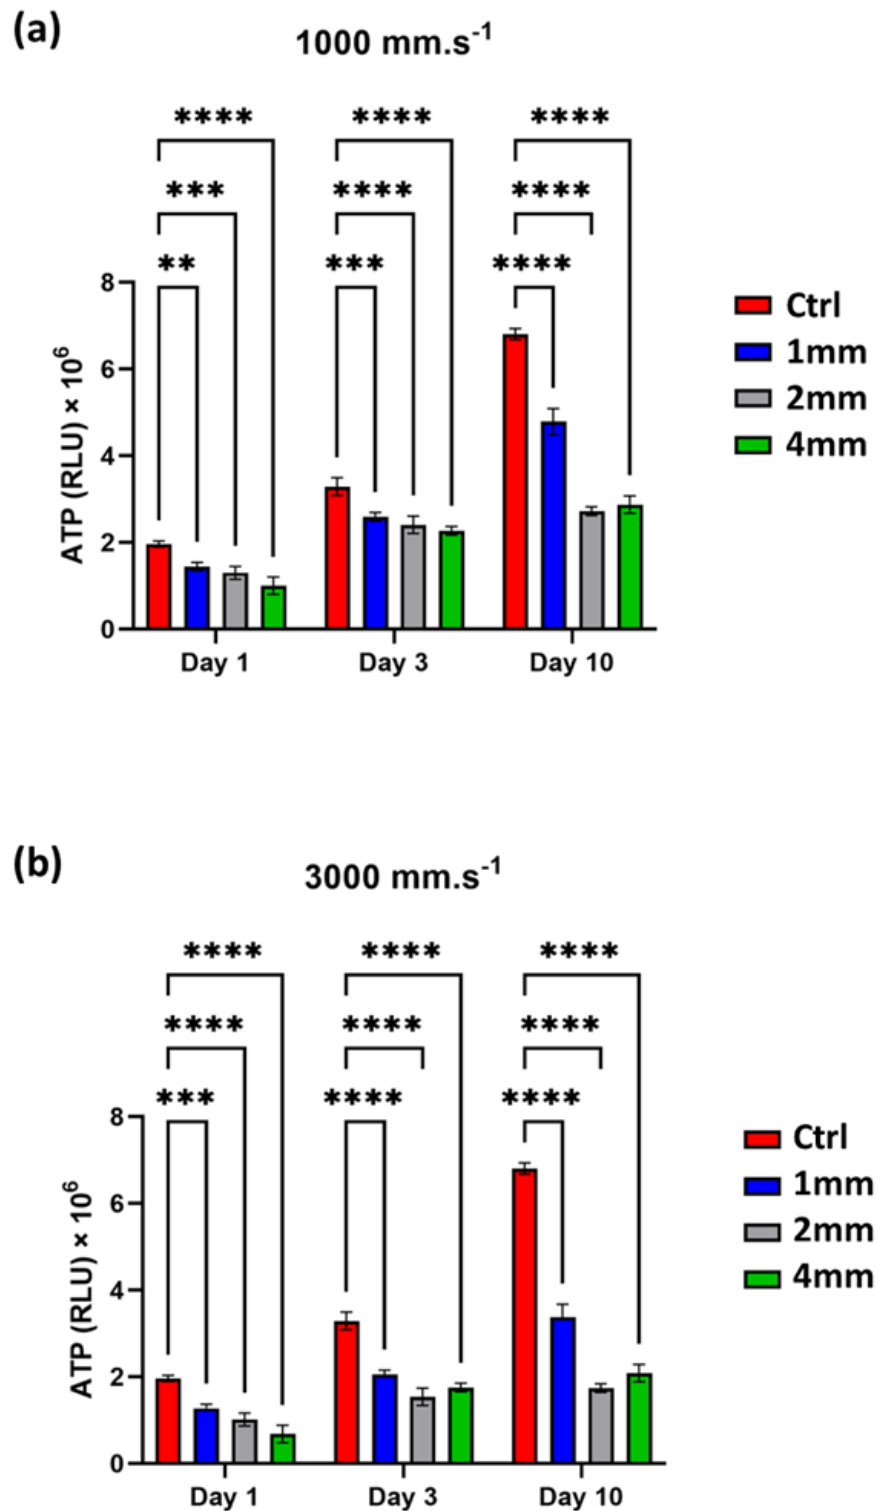 (a)
1000 mm.s⁻¹
**** **** ****
*** **** ****
** *** ****
8
6
4
2
0
ATP (RLU) × 10⁶
Day 1 Day 3 Day 10
Ctrl
1mm
2mm
4mm
(b)
3000 mm.s⁻¹
**** **** ****
**** **** ****
*** **** ****
8
6
4
2
0
ATP (RLU) × 10⁶
Day 1 Day 3 Day 10
Ctrl
1mm
2mm
4mm